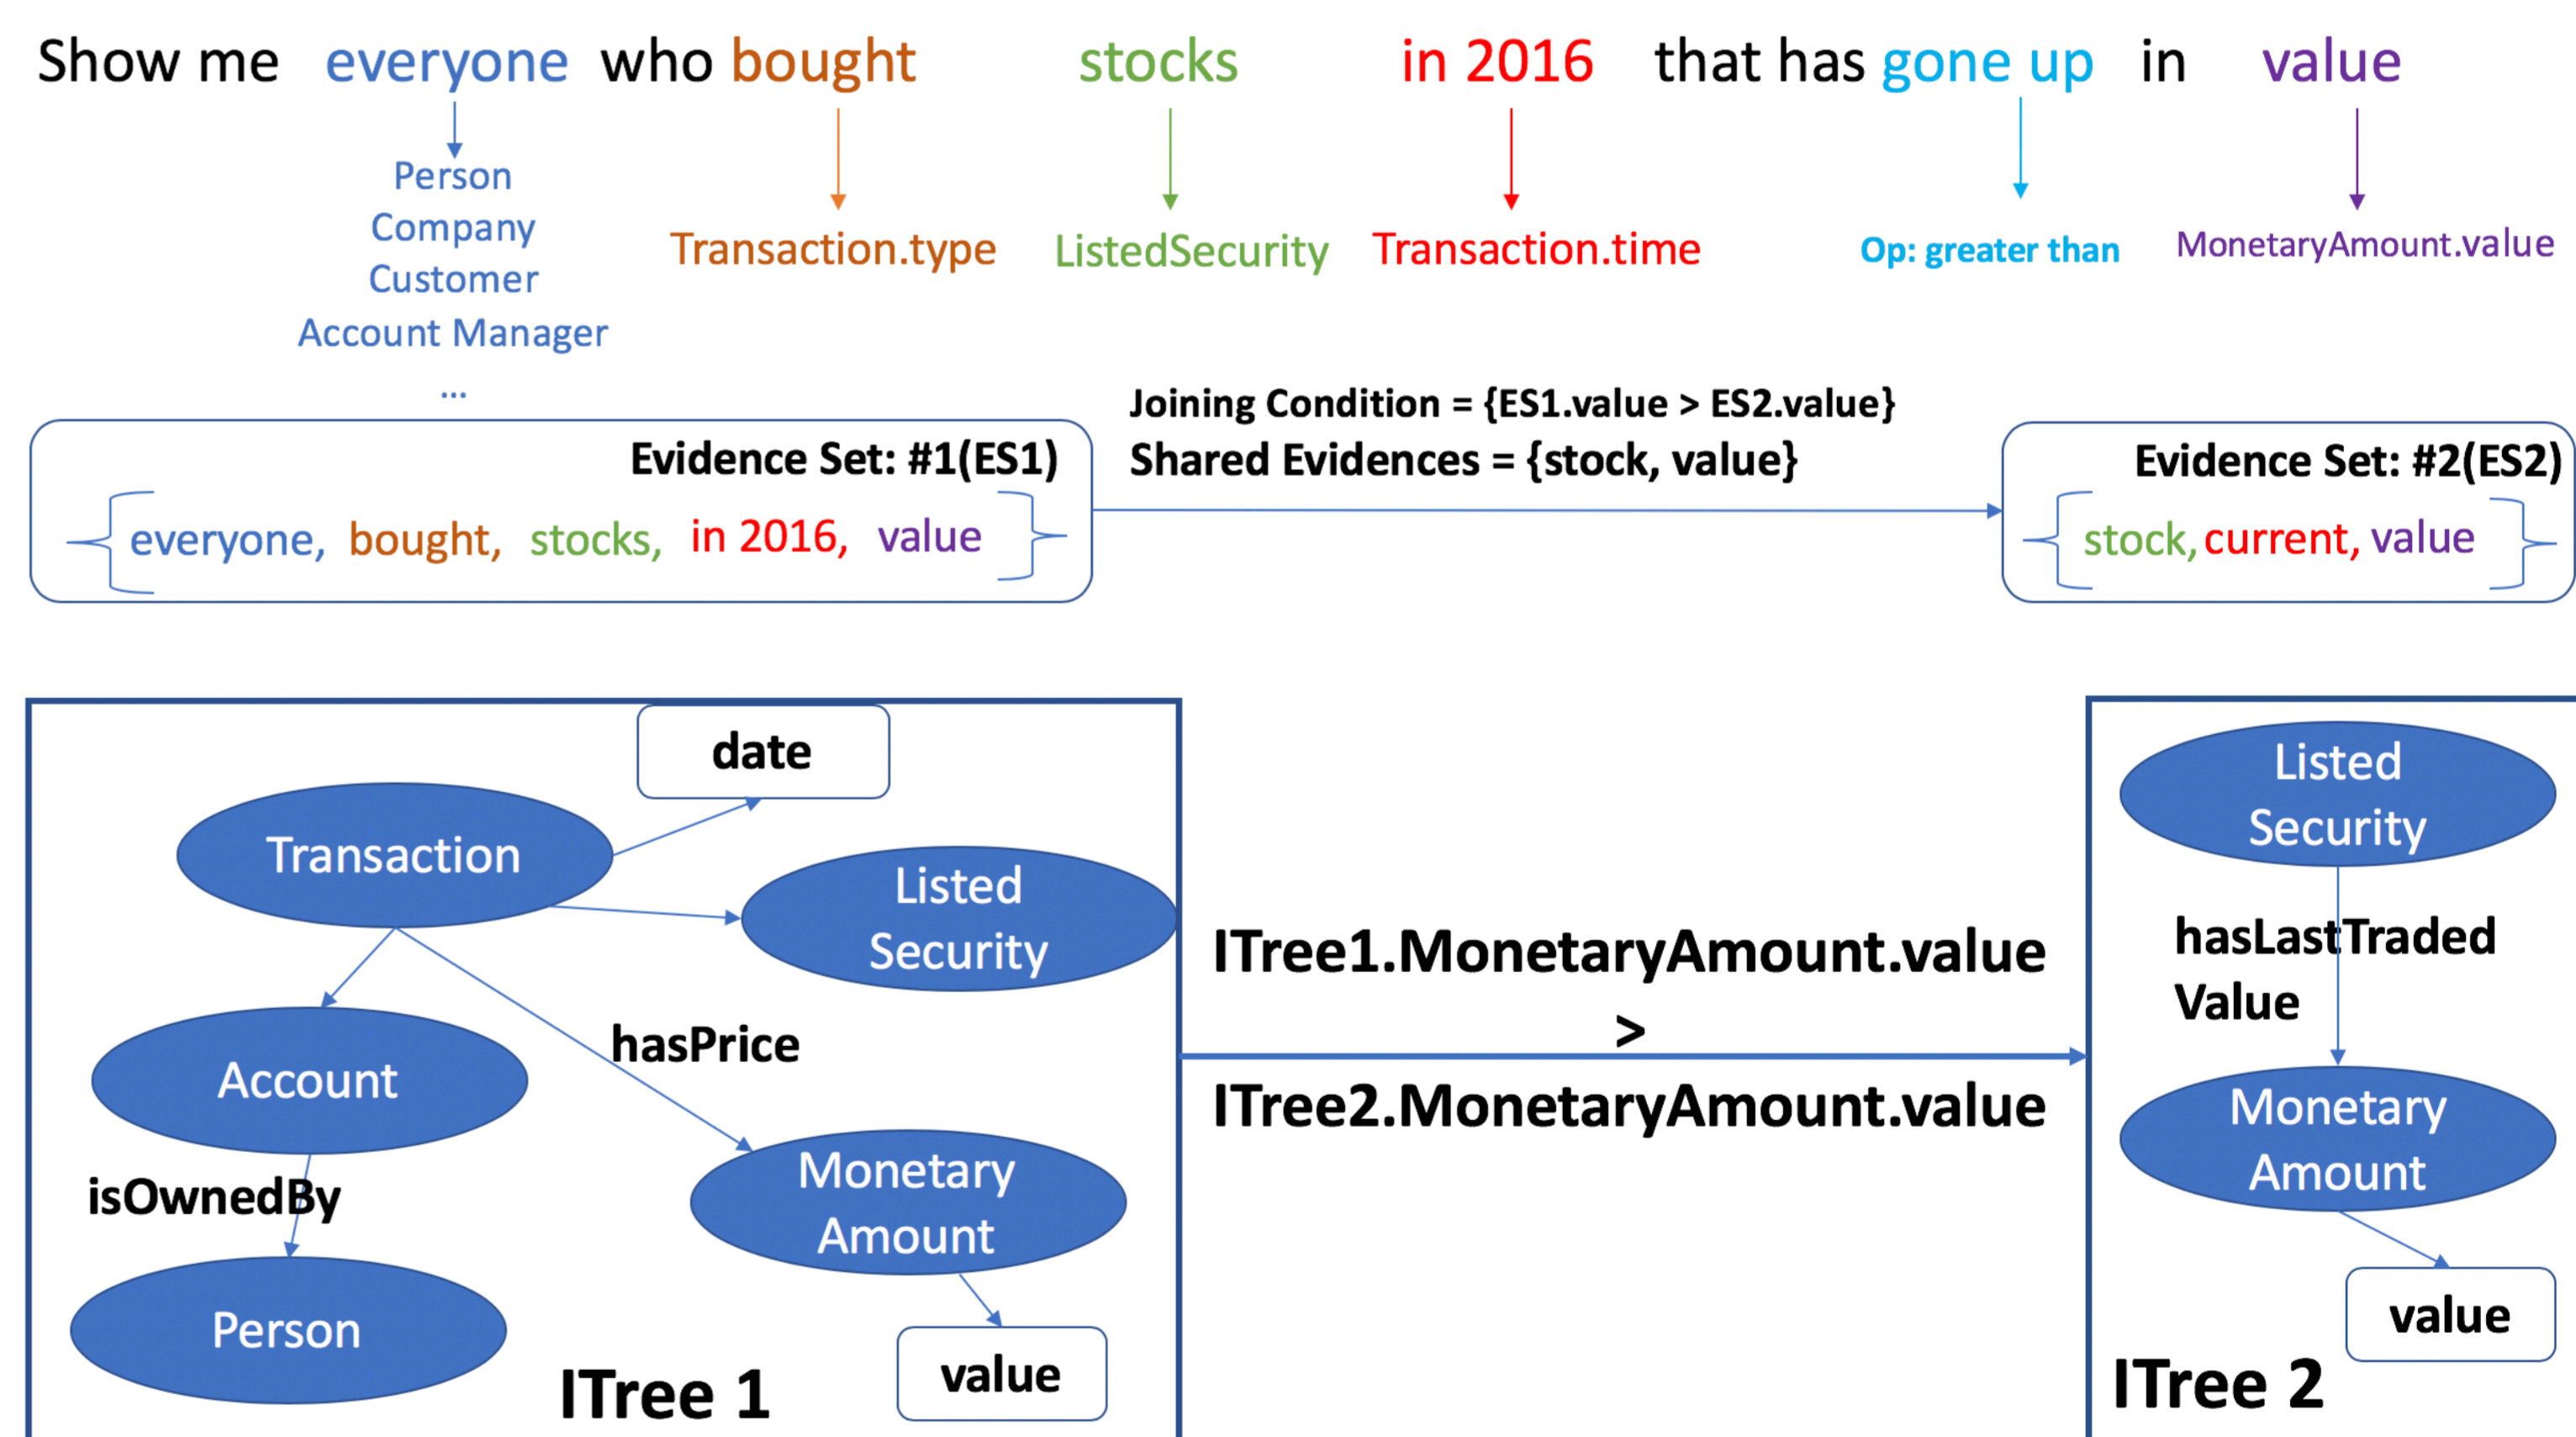 Show me everyone who bought stocks in 2016 that has gone up in value
Person
Company
Customer
Account Manager
...
Transaction.type
ListedSecurity
Transaction.time
Op: greater than
MonetaryAmount.value
Joining Condition = {ES1.value > ES2.value}
Shared Evidences = {stock, value}
Evidence Set: #1(ES1)
everyone, bought, stocks, in 2016, value
Evidence Set: #2(ES2)
stock, current, value
date
Transaction
Listed
Security
Account
hasPrice
isOwnedBy
Monetary
Amount
Person
value
ITree 1
ITree1.MonetaryAmount.value
>
ITree2.MonetaryAmount.value
Listed
Security
hasLastTraded
Value
Monetary
Amount
value
ITree 2